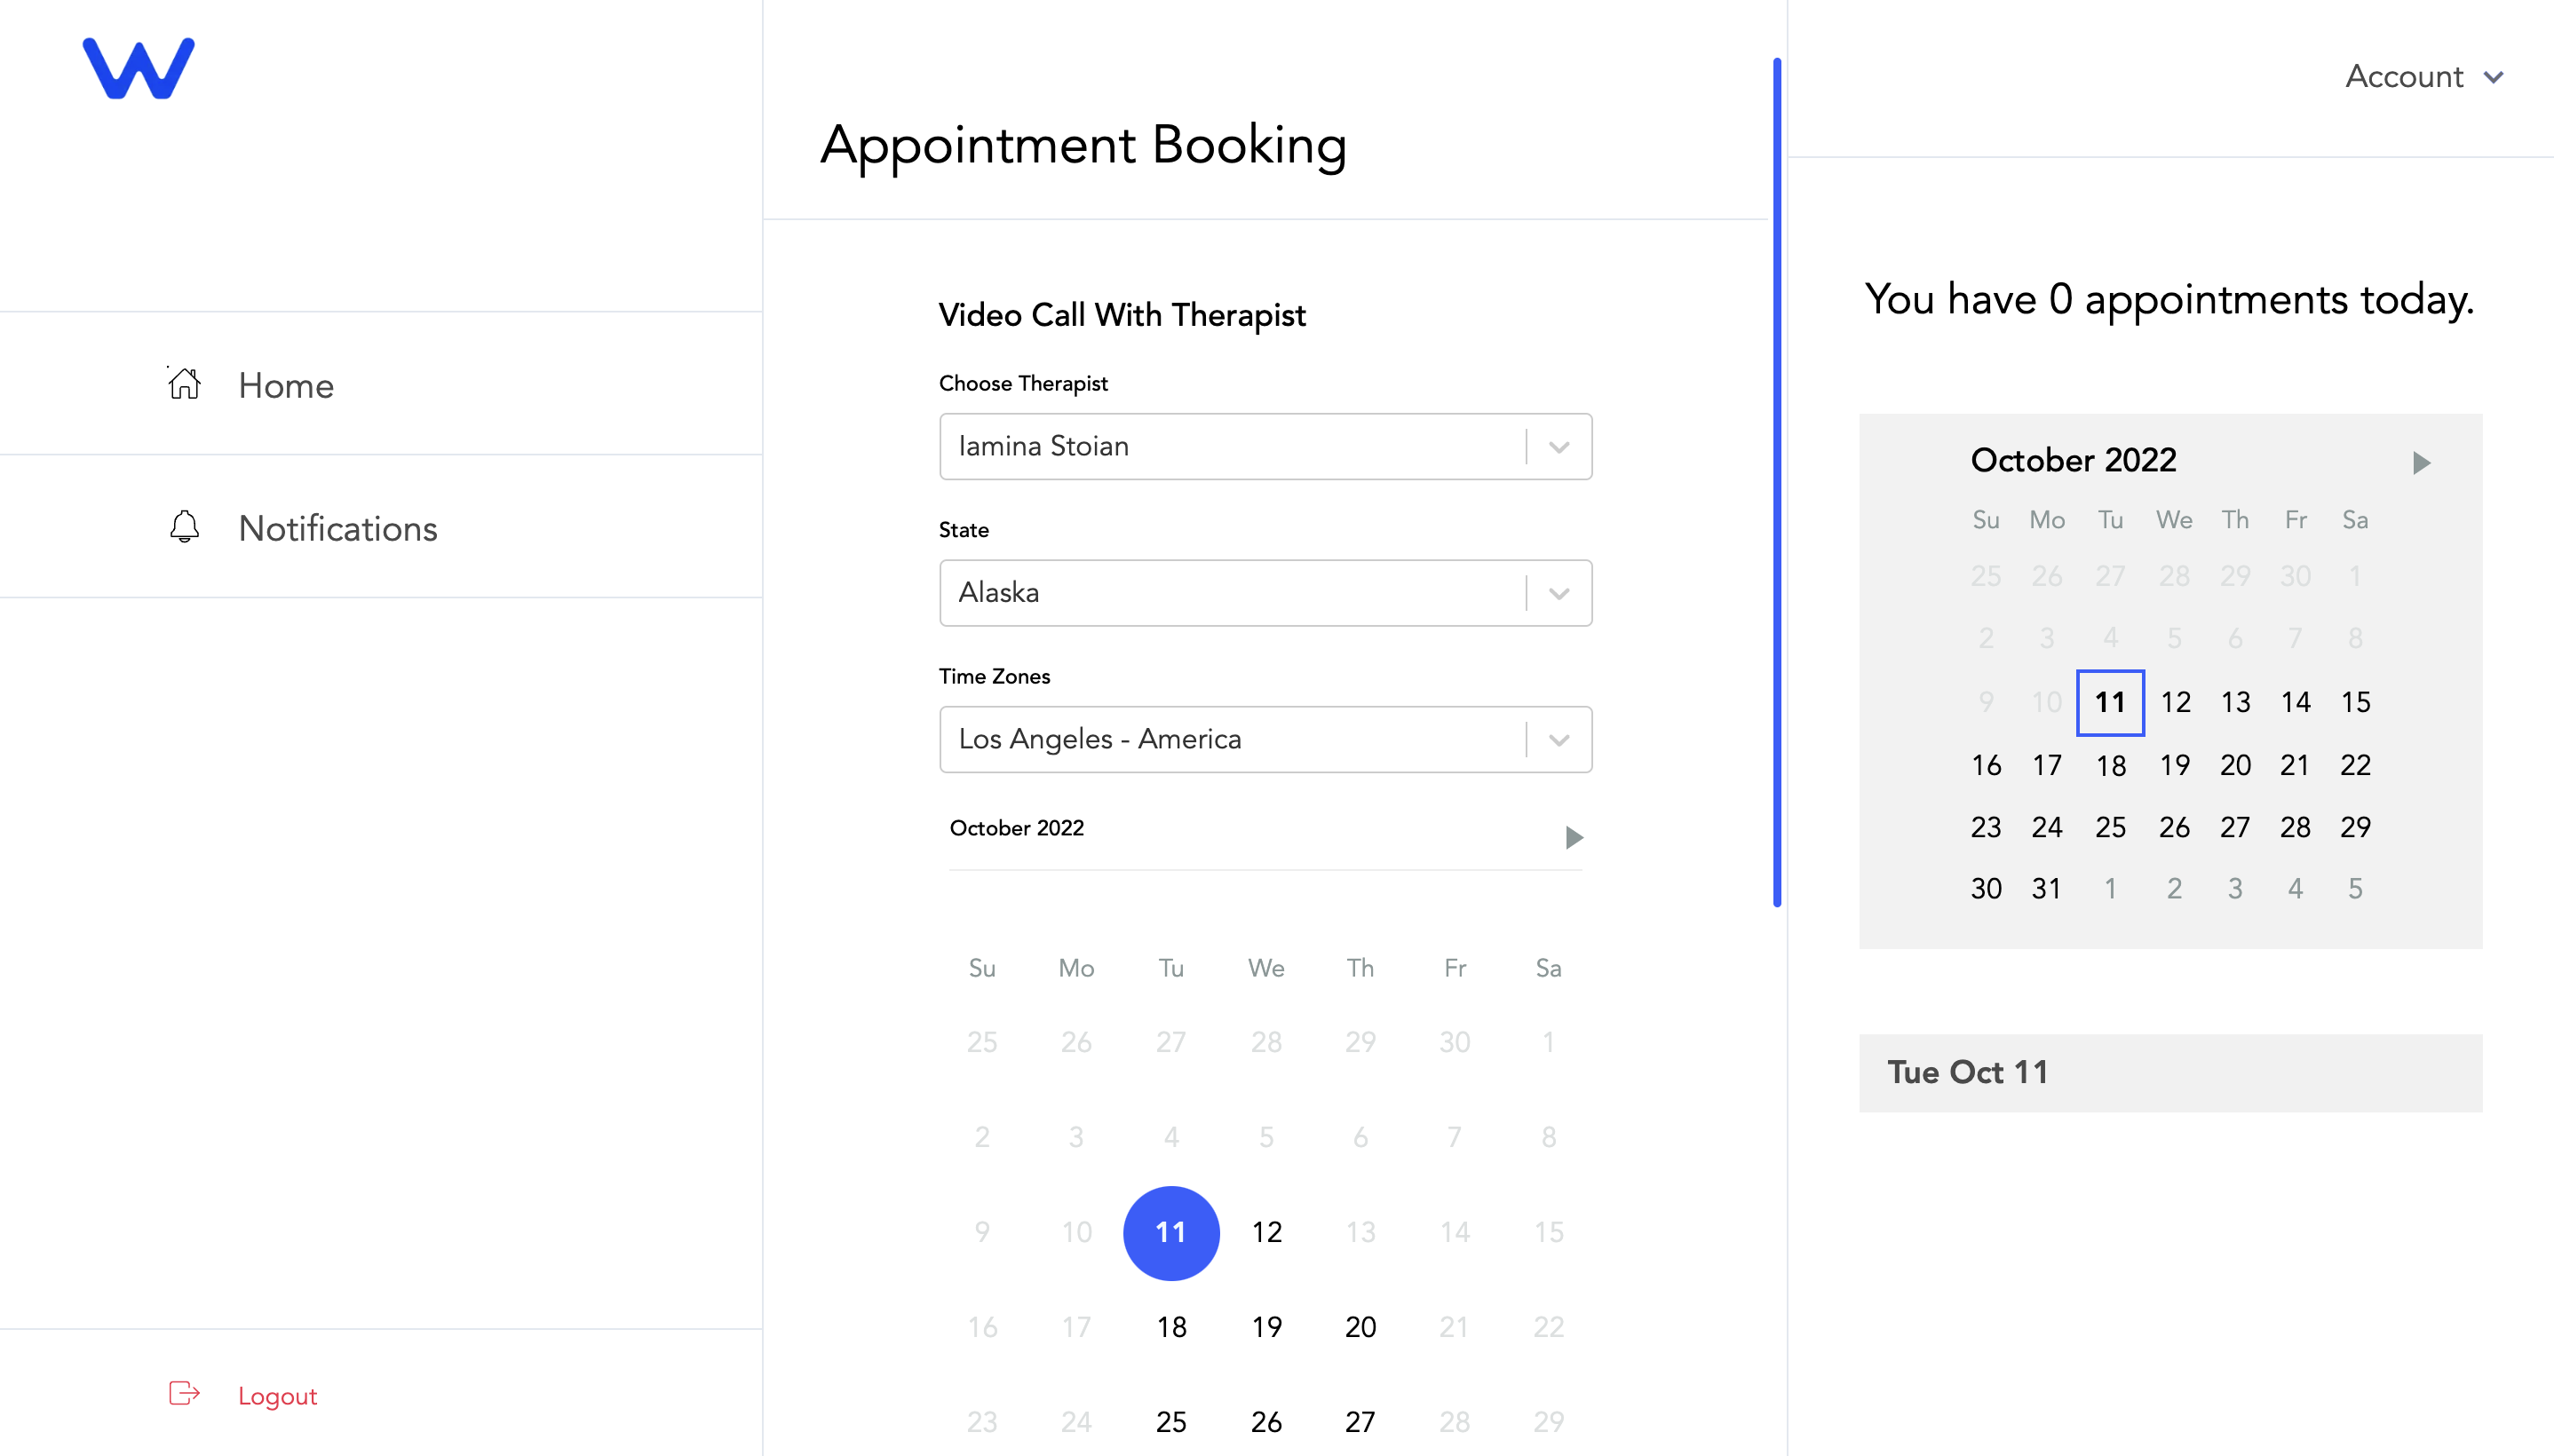 W
Home
Notifications
Logout
Appointment Booking
Video Call With Therapist
Choose Therapist
Iamina Stoian
State
Alaska
Time Zones
Los Angeles - America
October 2022
Su Mo Tu We Th Fr Sa
25 26 27 28 29 30 1
2 3 4 5 6 7 8
9 10 11 12 13 14 15
16 17 18 19 20 21 22
23 24 25 26 27 28 29
Account
You have 0 appointments today.
October 2022
Su Mo Tu We Th Fr Sa
25 26 27 28 29 30 1
2 3 4 5 6 7 8
9 10 11 12 13 14 15
16 17 18 19 20 21 22
23 24 25 26 27 28 29
30 31 1 2 3 4 5
Tue Oct 11